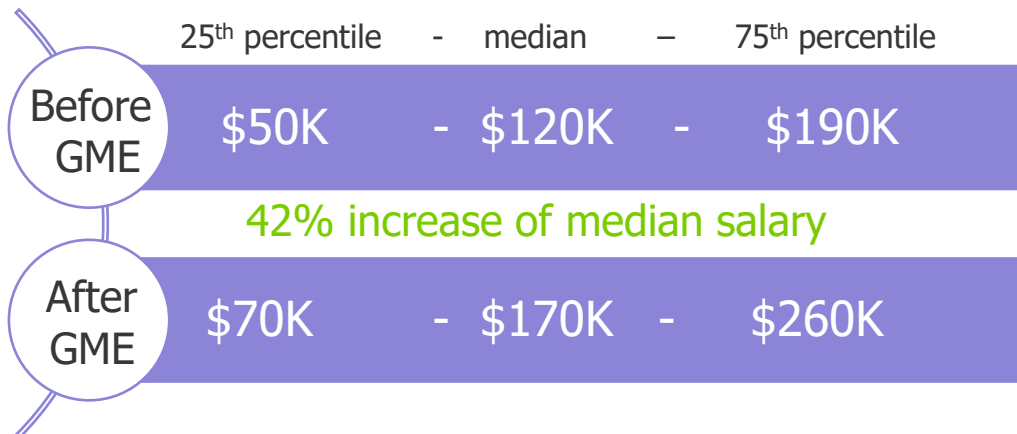 25th percentile - median – 75th percentile
Before GME
$50K - $120K - $190K
42% increase of median salary
After GME
$70K - $170K - $260K